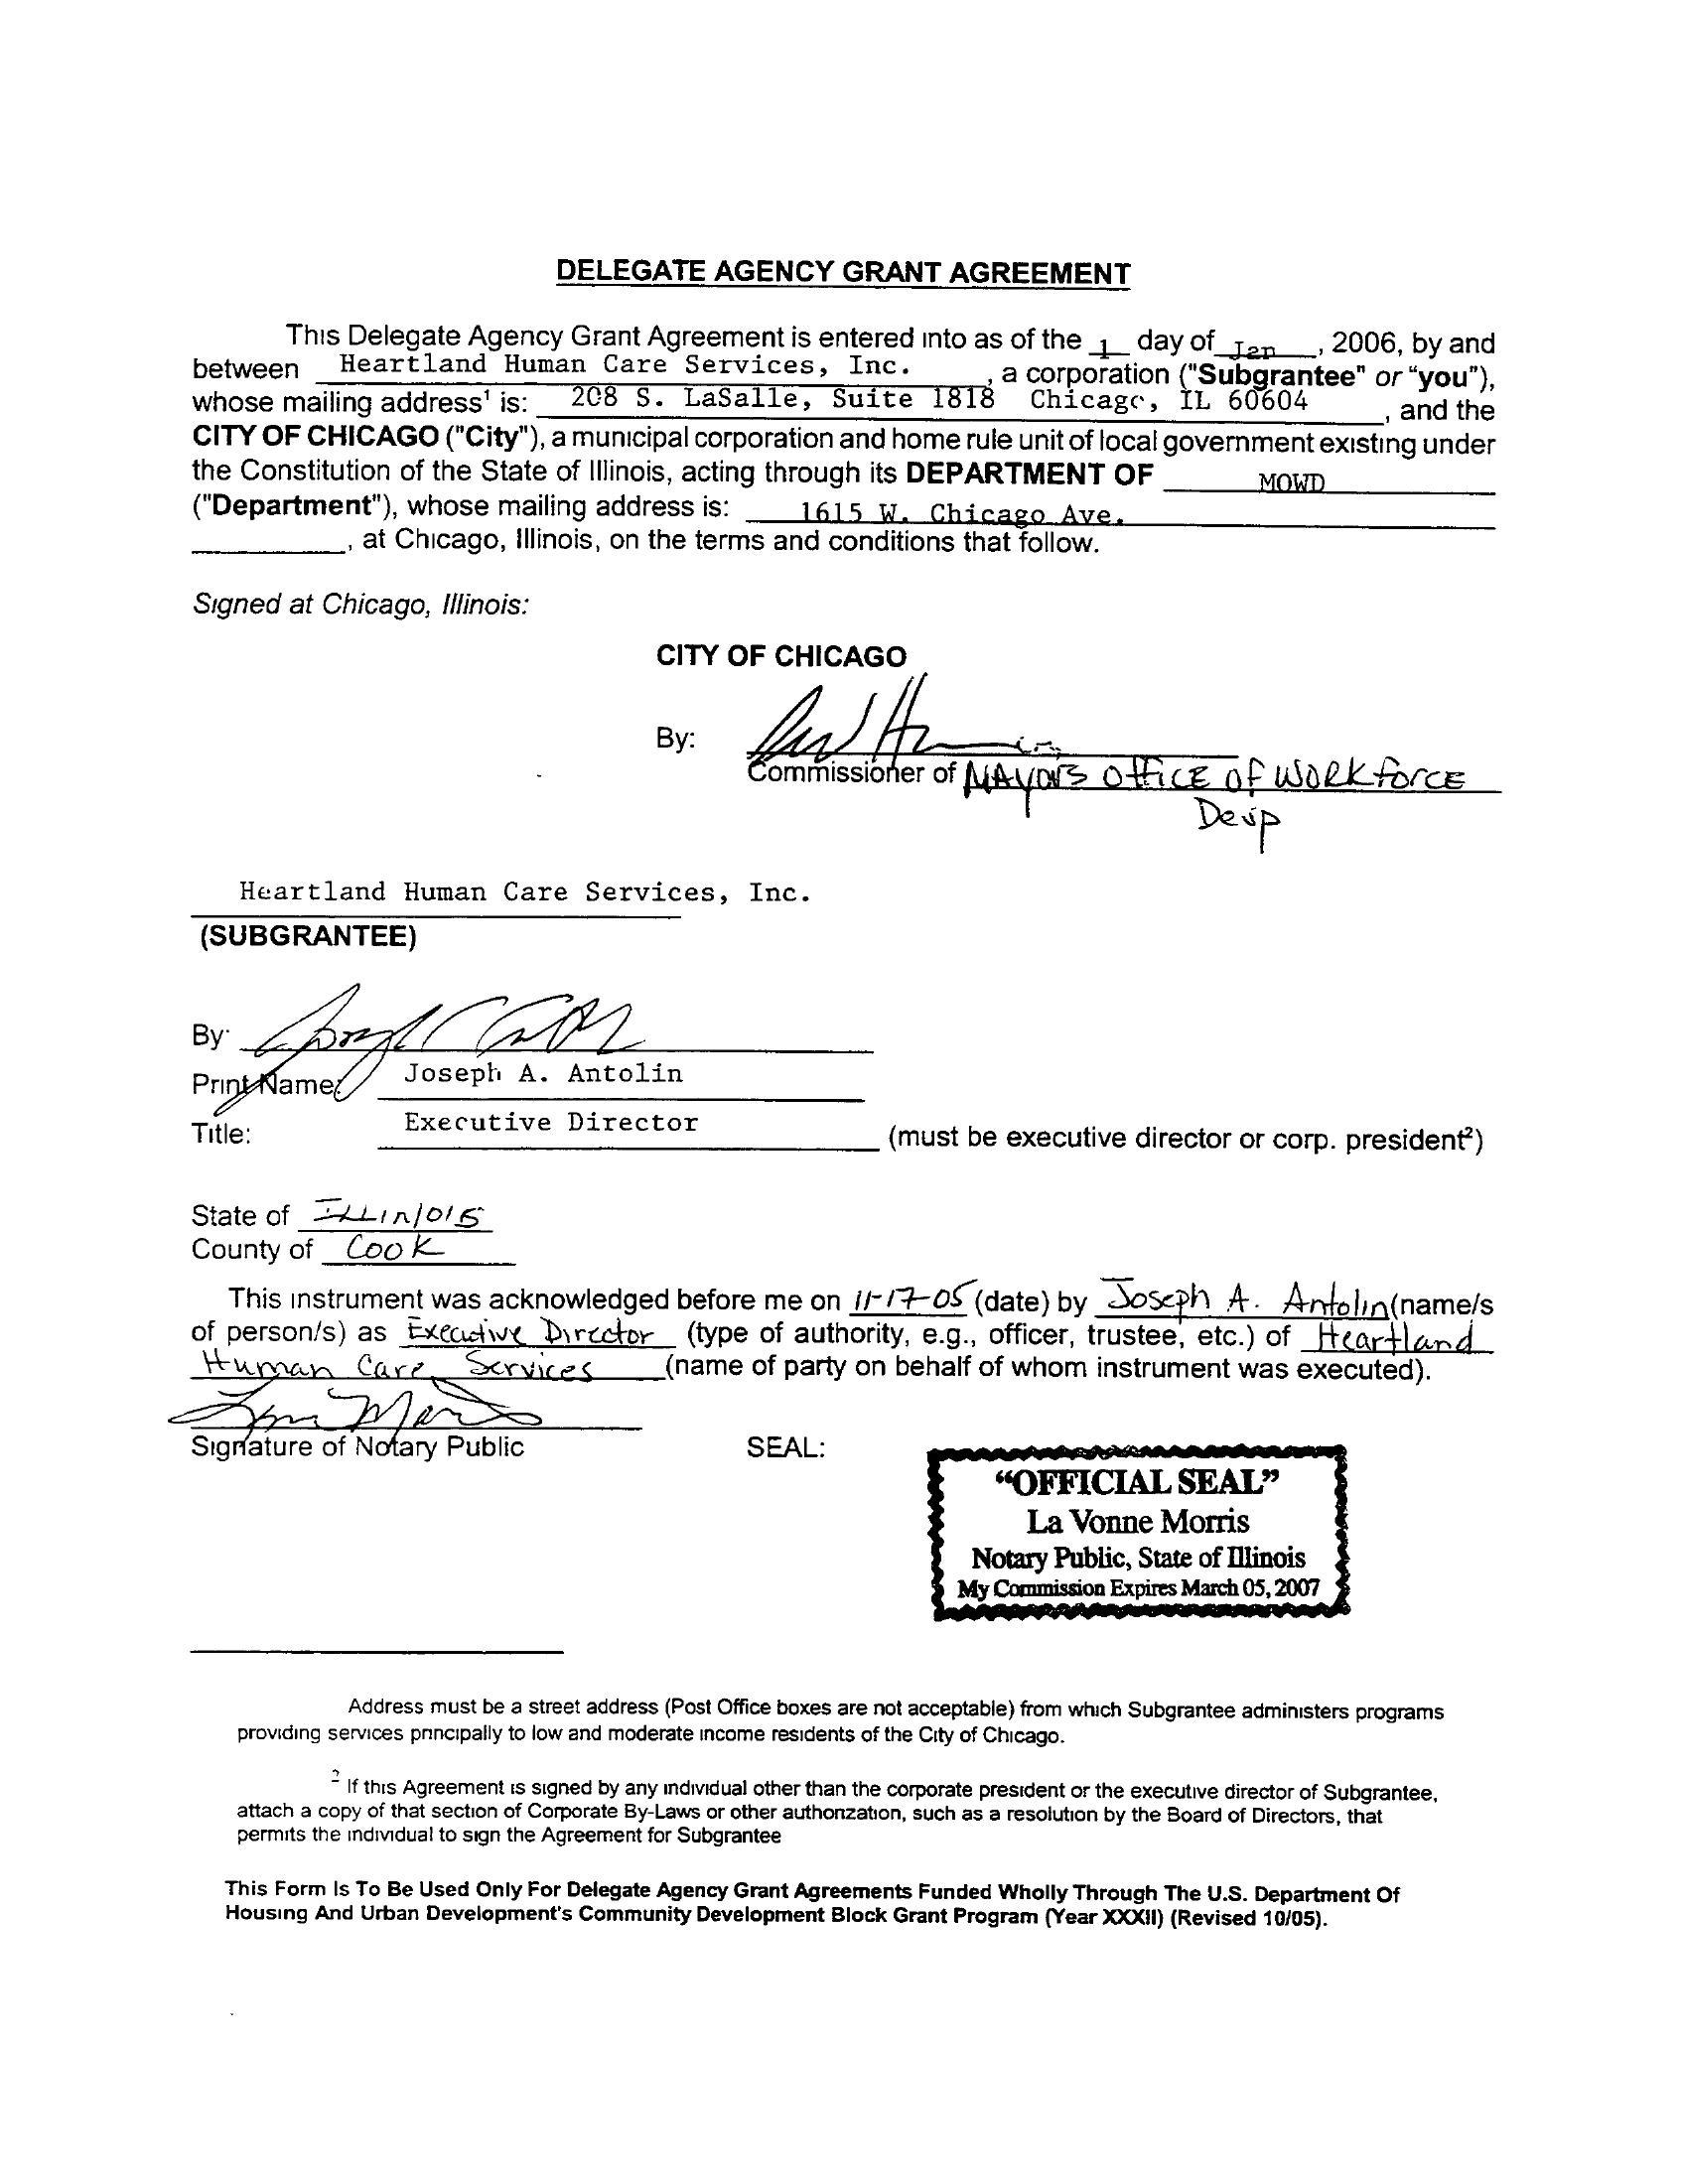 DELEGATE AGENCY GRANT AGREEMENT
This Delegate Agency Grant Agreement is entered into as of the 1 day of Jan, 2006, by and
between Heartland Human Care Services, Inc., a corporation ("Subgrantee" or "you"),
whose mailing address¹ is: 208 S. LaSalle, Suite 1818 Chicago, IL 60604, and the
CITY OF CHICAGO ("City"), a municipal corporation and home rule unit of local government existing under
the Constitution of the State of Illinois, acting through its DEPARTMENT OF MOWD
("Department"), whose mailing address is: 1615 W. Chicago Ave.
, at Chicago, Illinois, on the terms and conditions that follow.
Signed at Chicago, Illinois:
CITY OF CHICAGO
By:
Commissioner of MAYORS OFFICE OF WORKFORCE
Devp
Heartland Human Care Services, Inc.
(SUBGRANTEE)
By:
Print Name: Joseph A. Antolin
Title: Executive Director (must be executive director or corp. president²)
State of ILLINOIS
County of Cook
This instrument was acknowledged before me on 11-17-05 (date) by Joseph A. Antolin (name/s
of person/s) as Executive Director (type of authority, e.g., officer, trustee, etc.) of Heartland
Human Care Services (name of party on behalf of whom instrument was executed).
Signature of Notary Public SEAL:
"OFFICIAL SEAL"
La Vonne Morris
Notary Public, State of Illinois
My Commission Expires March 05, 2007
Address must be a street address (Post Office boxes are not acceptable) from which Subgrantee administers programs
providing services principally to low and moderate income residents of the City of Chicago.
² If this Agreement is signed by any individual other than the corporate president or the executive director of Subgrantee,
attach a copy of that section of Corporate By-Laws or other authorization, such as a resolution by the Board of Directors, that
permits the individual to sign the Agreement for Subgrantee
This Form Is To Be Used Only For Delegate Agency Grant Agreements Funded Wholly Through The U.S. Department Of
Housing And Urban Development's Community Development Block Grant Program (Year XXXII) (Revised 10/05).